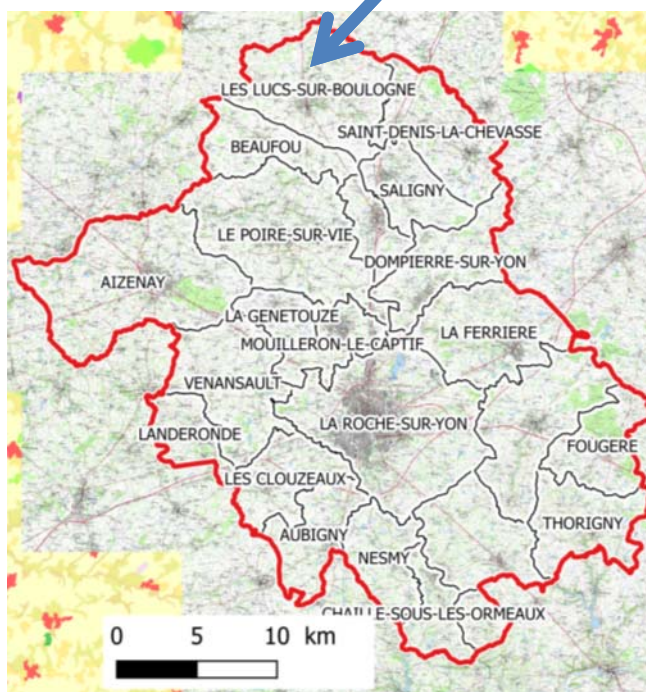 LES LUCS-SUR-BOULOGNE
SAINT-DENIS-LA-CHEVASSE
BEAUFOU
SALIGNY
LE POIRE-SUR-VIE
DOMPIERRE-SUR-YON
AIZENAY
LA GENETOUZE
LA FERRIERE
MOUILLERON-LE-CAPTIF
VENANSAULT
LA ROCHE-SUR-YON
LANDERONDE
FOUGERE
LES CLOUZEAUX
THORIGNY
AUBIGNY
NESMY
CHAILLE-SOUS-LES-ORMEAUX
0 5 10 km